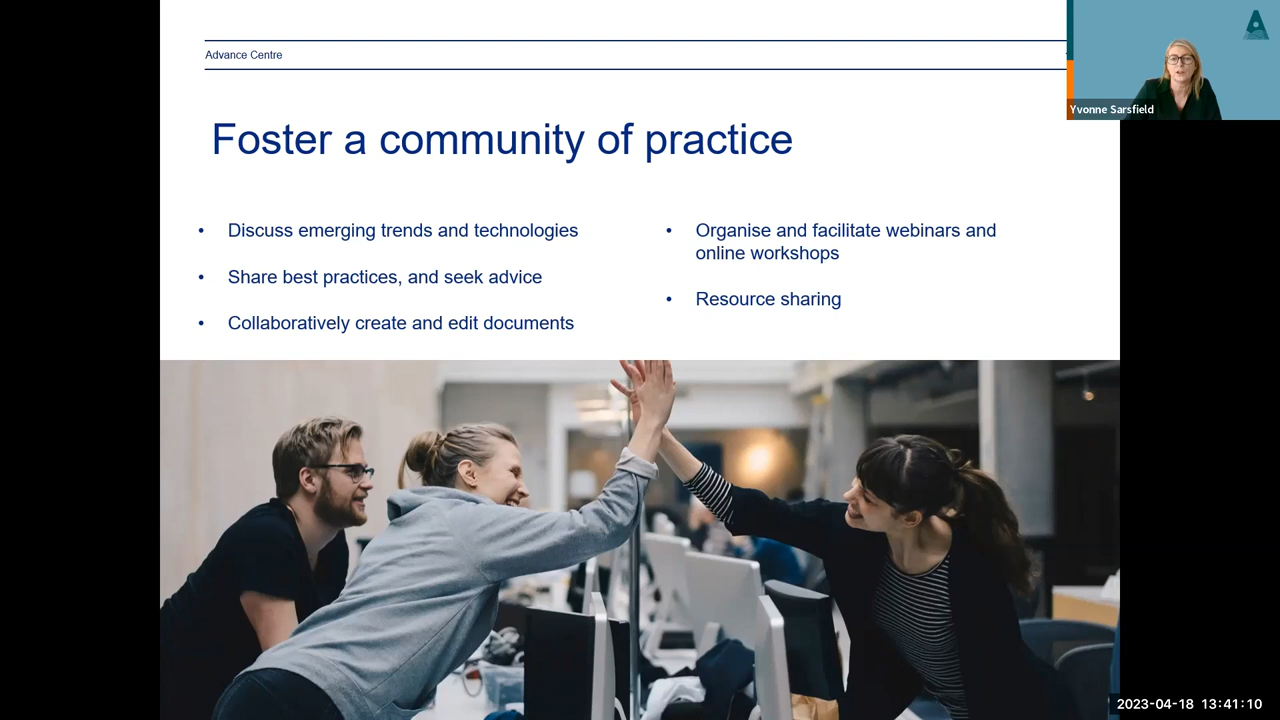 Advance Centre
Yvonne Sarsfield
Foster a community of practice
• Discuss emerging trends and technologies
• Share best practices, and seek advice
• Collaboratively create and edit documents
• Organise and facilitate webinars and
online workshops
• Resource sharing
2023-04-18 13:41:10